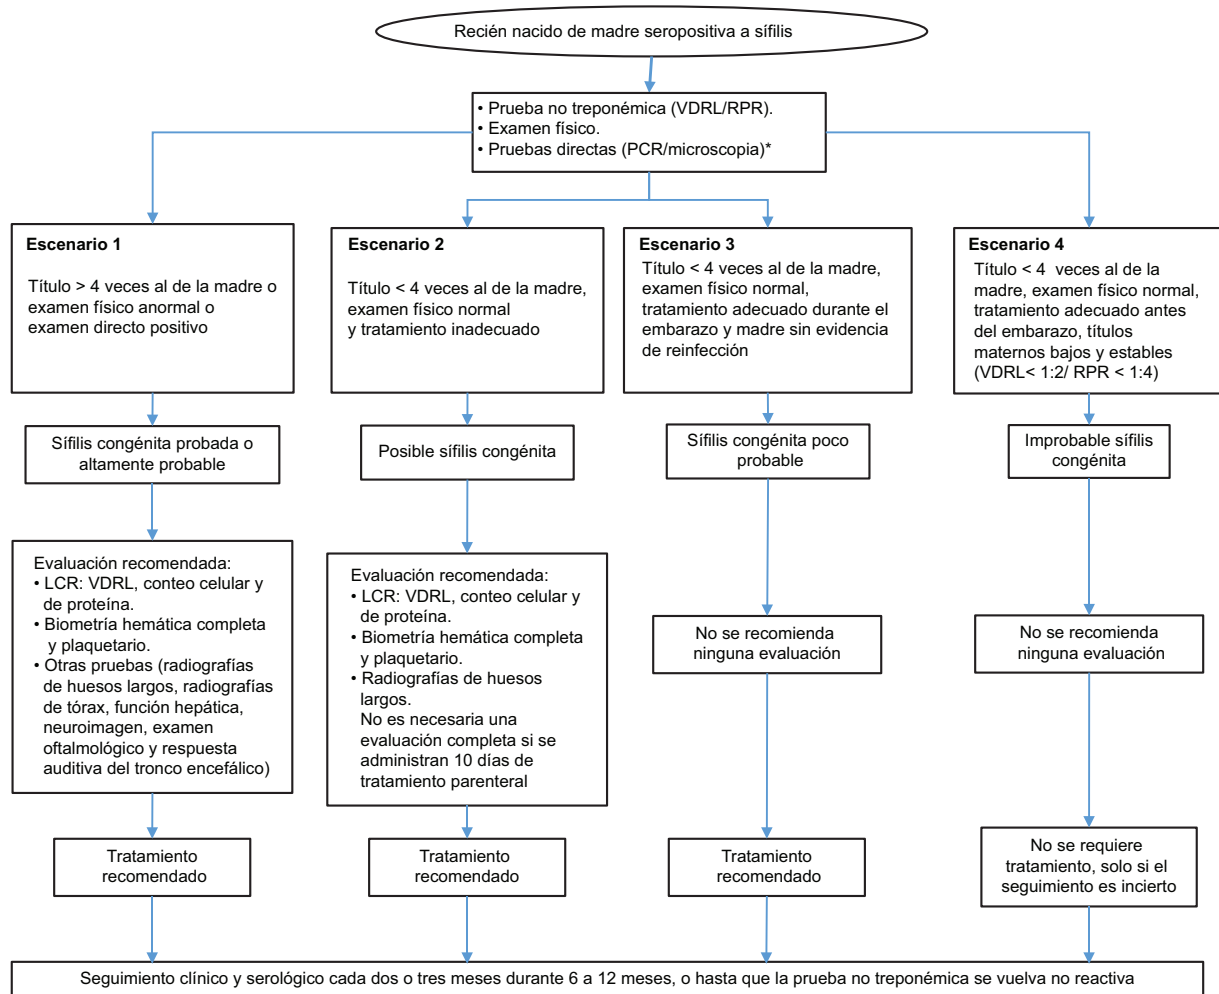 Recién nacido de madre seropositiva a sífilis
• Prueba no treponémica (VDRL/RPR).
• Examen físico.
• Pruebas directas (PCR/microscopia)*
Escenario 1
Título > 4 veces al de la madre o
examen físico anormal o
examen directo positivo
Escenario 2
Título < 4 veces al de la madre,
examen físico normal
y tratamiento inadecuado
Escenario 3
Título < 4 veces al de la madre,
examen físico normal,
tratamiento adecuado durante el
embarazo y madre sin evidencia
de reinfección
Escenario 4
Título < 4 veces al de la
madre, examen físico normal,
tratamiento adecuado antes
del embarazo, títulos
maternos bajos y estables
(VDRL< 1:2/ RPR < 1:4)
Sífilis congénita probada o
altamente probable
Posible sífilis congénita
Sífilis congénita poco
probable
Improbable sífilis
congénita
Evaluación recomendada:
• LCR: VDRL, conteo celular y
de proteína.
• Biometría hemática completa
y plaquetario.
• Otras pruebas (radiografías
de huesos largos, radiografías
de tórax, función hepática,
neuroimagen, examen
oftalmológico y respuesta
auditiva del tronco encefálico)
Evaluación recomendada:
• LCR: VDRL, conteo celular y
de proteína.
• Biometría hemática completa
y plaquetario.
• Radiografías de huesos
largos.
No es necesaria una
evaluación completa si se
administran 10 días de
tratamiento parenteral
No se recomienda
ninguna evaluación
No se recomienda
ninguna evaluación
Tratamiento
recomendado
Tratamiento
recomendado
Tratamiento
recomendado
No se requiere
tratamiento, solo si el
seguimiento es incierto
Seguimiento clínico y serológico cada dos o tres meses durante 6 a 12 meses, o hasta que la prueba no treponémica se vuelva no reactiva